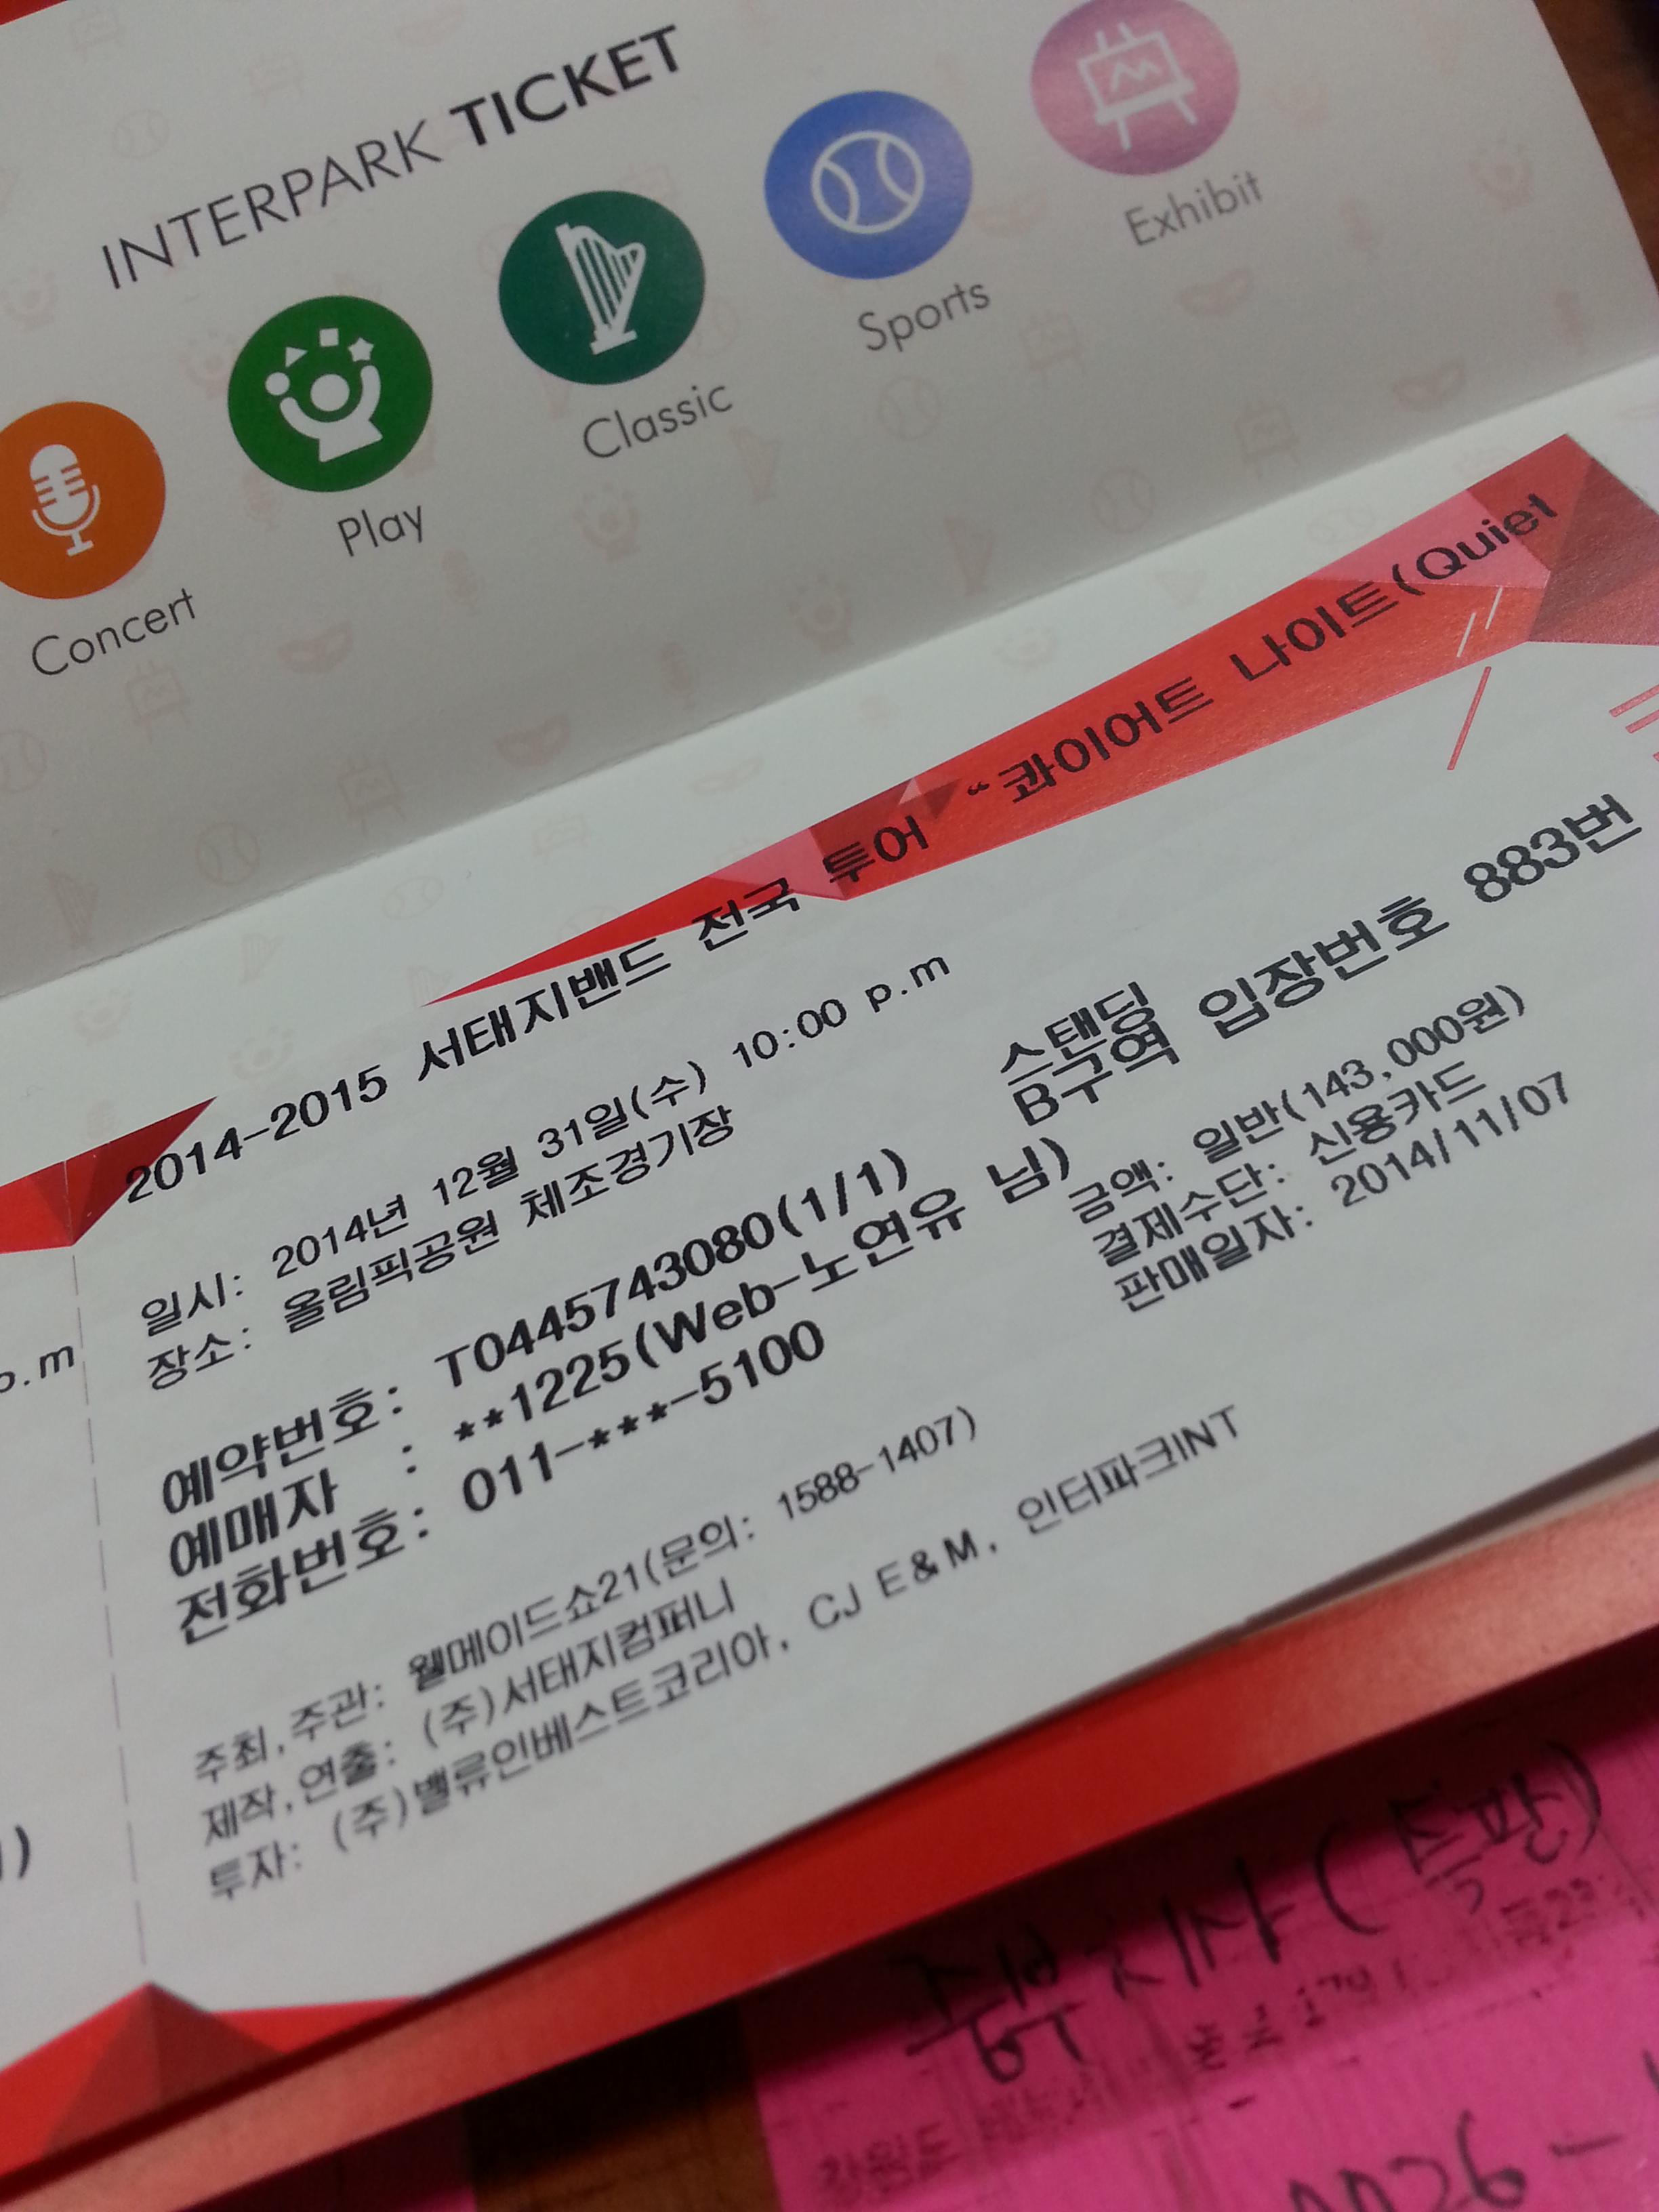 INTERPARK TICKET
Concert
Play
Classic
Sports
Exhibit
2014-2015 서태지밴드 전국 투어 “콰이어트 나이트(Quiet
일시: 2014년 12월 31일(수) 10:00 p.m
장소: 올림픽공원 체조경기장
스탠딩
B구역 입장번호 883번
예약번호: T0445743080(1/1)
예매자 : **1225(Web-노연유 님)
전화번호: 011-***-5100
금액: 일반(143,000원)
결제수단: 신용카드
판매일자: 2014/11/07
주최,주관: 웰메이드쇼21(문의: 1588-1407)
제작,연출: (주)서태지컴퍼니
투자: (주)밸류인베스트코리아, CJ E&M, 인터파크INT
p.m
)